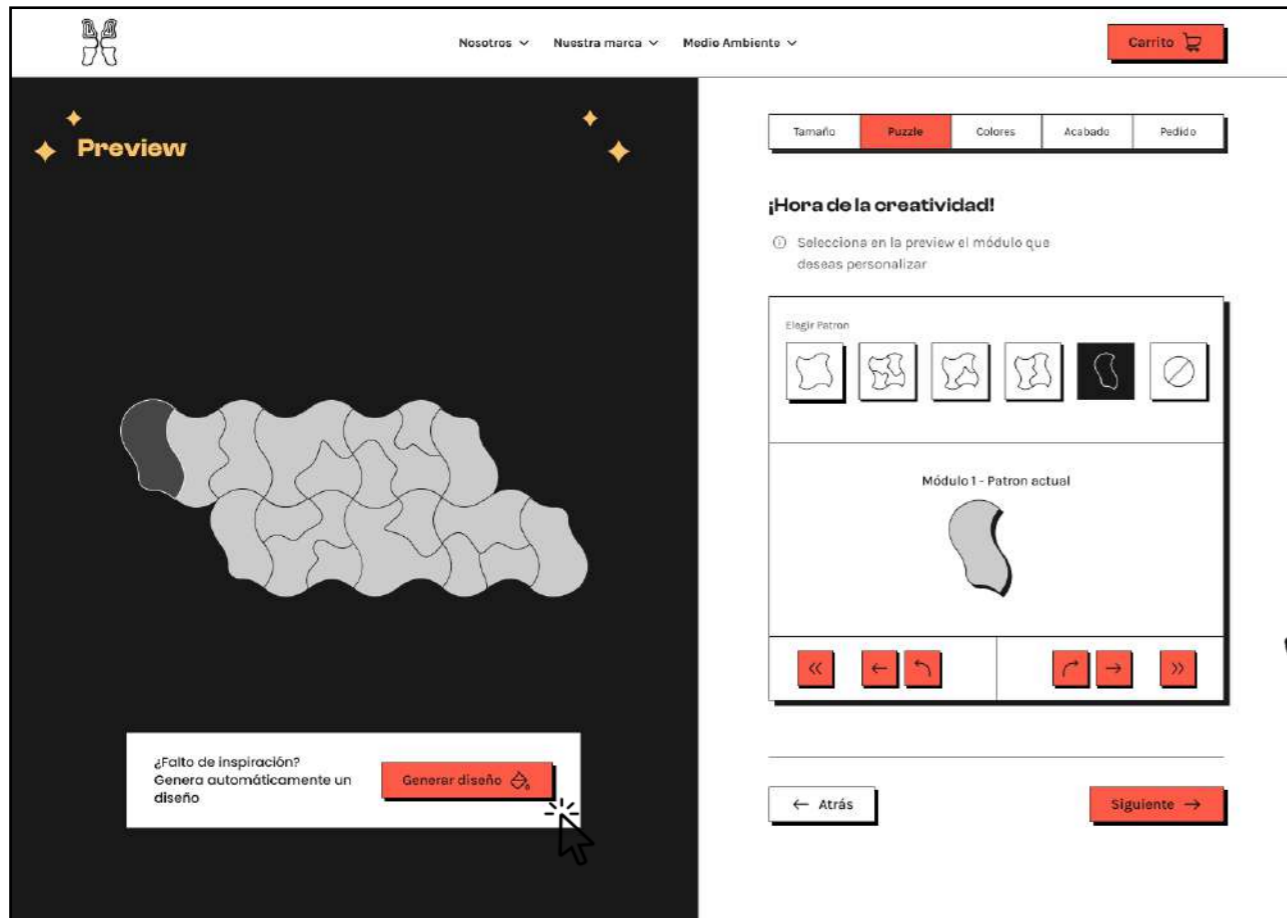 Nosotros
Nuestra marca
Medio Ambiente
Carrito
Preview
Tamaño
Puzzle
Colores
Acabado
Pedido
¡Hora de la creatividad!
Selecciona en la preview el módulo que
deseas personalizar
Elegir Patron
Módulo 1 - Patron actual
¿Falto de inspiración?
Genera automáticamente un
diseño
Generar diseño
← Atrás
Siguiente →